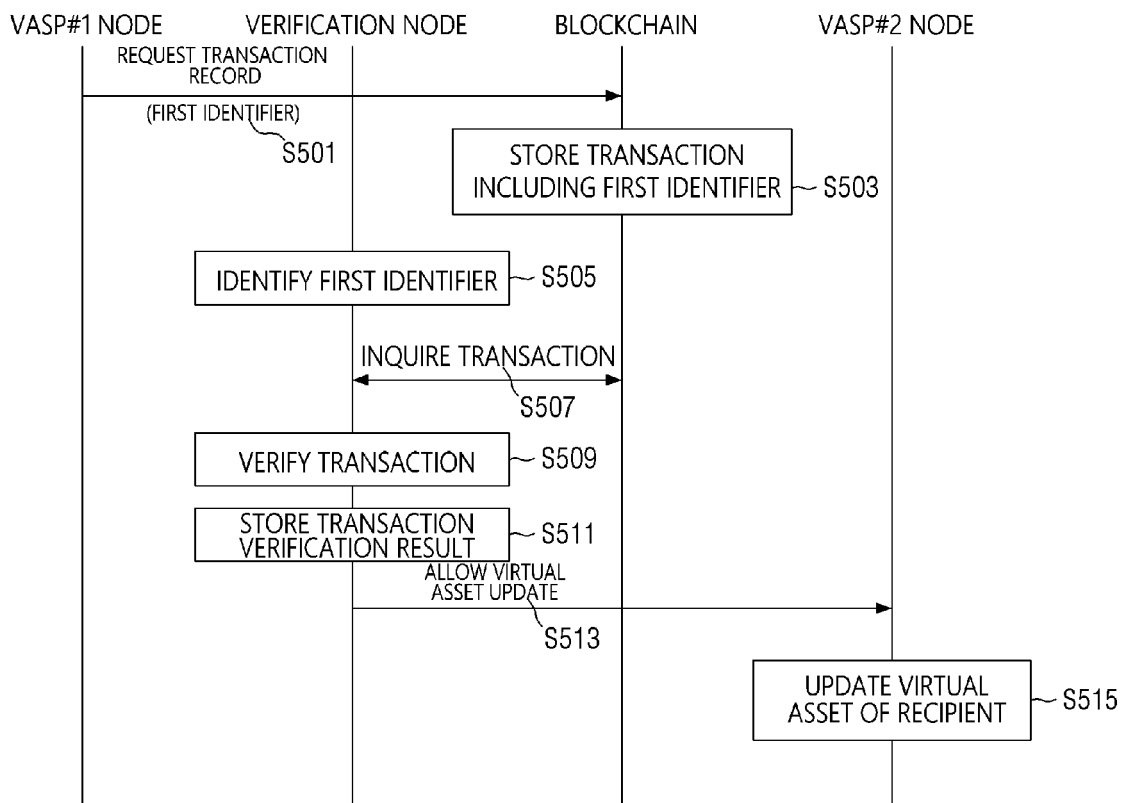 VASP#1 NODE
VERIFICATION NODE
BLOCKCHAIN
VASP#2 NODE
REQUEST TRANSACTION
RECORD
(FIRST IDENTIFIER)
S501
STORE TRANSACTION
INCLUDING FIRST IDENTIFIER
S503
IDENTIFY FIRST IDENTIFIER
S505
INQUIRE TRANSACTION
S507
VERIFY TRANSACTION
S509
STORE TRANSACTION
VERIFICATION RESULT
S511
ALLOW VIRTUAL
ASSET UPDATE
S513
UPDATE VIRTUAL
ASSET OF RECIPIENT
S515